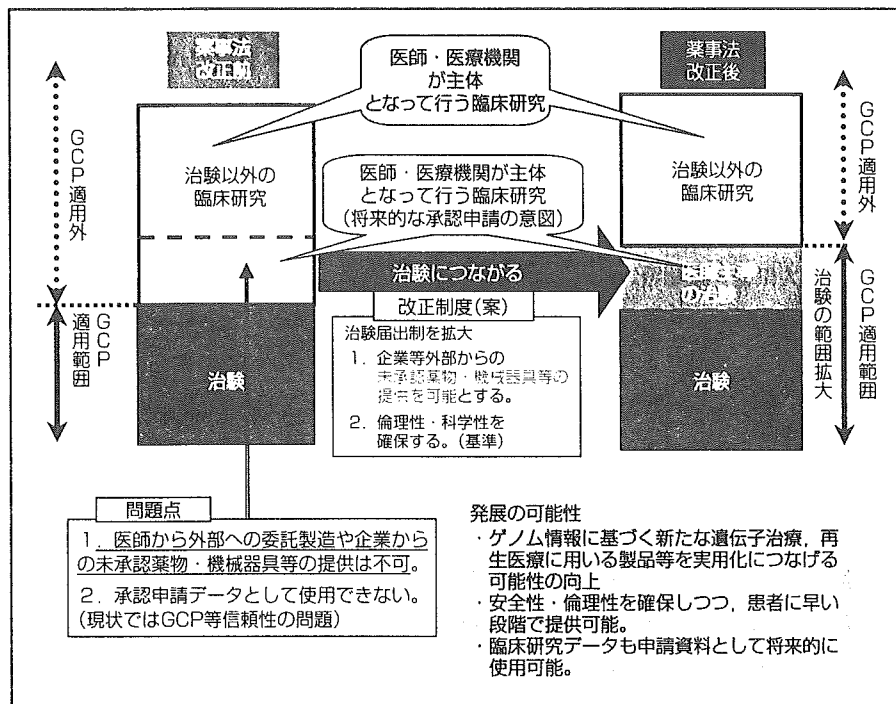 薬事法
改正前
医師・医療機関
が主体
となって行う臨床研究
薬事法
改正後
GCP適用外
治験以外の
臨床研究
医師・医療機関が主体
となって行う臨床研究
(将来的な承認申請の意図)
治験以外の
臨床研究
GCP適用外
治験につながる
医師主導
の治験
改正制度(案)
治験届出制を拡大
1. 企業等外部からの
未承認薬物・機械器具等の
提供を可能とする。
2. 倫理性・科学性を
確保する。(基準)
GCP
適用範囲
治験
治験
治験の範囲拡大
GCP適用範囲
問題点
1. 医師から外部への委託製造や企業から
の未承認薬物・機械器具等の提供は不可。
2. 承認申請データとして使用できない。
(現状ではGCP等信頼性の問題)
発展の可能性
・ゲノム情報に基づく新たな遺伝子治療，再
生医療に用いる製品等を実用化につなげる
可能性の向上
・安全性・倫理性を確保しつつ，患者に早い
段階で提供可能。
・臨床研究データも申請資料として将来的に
使用可能。